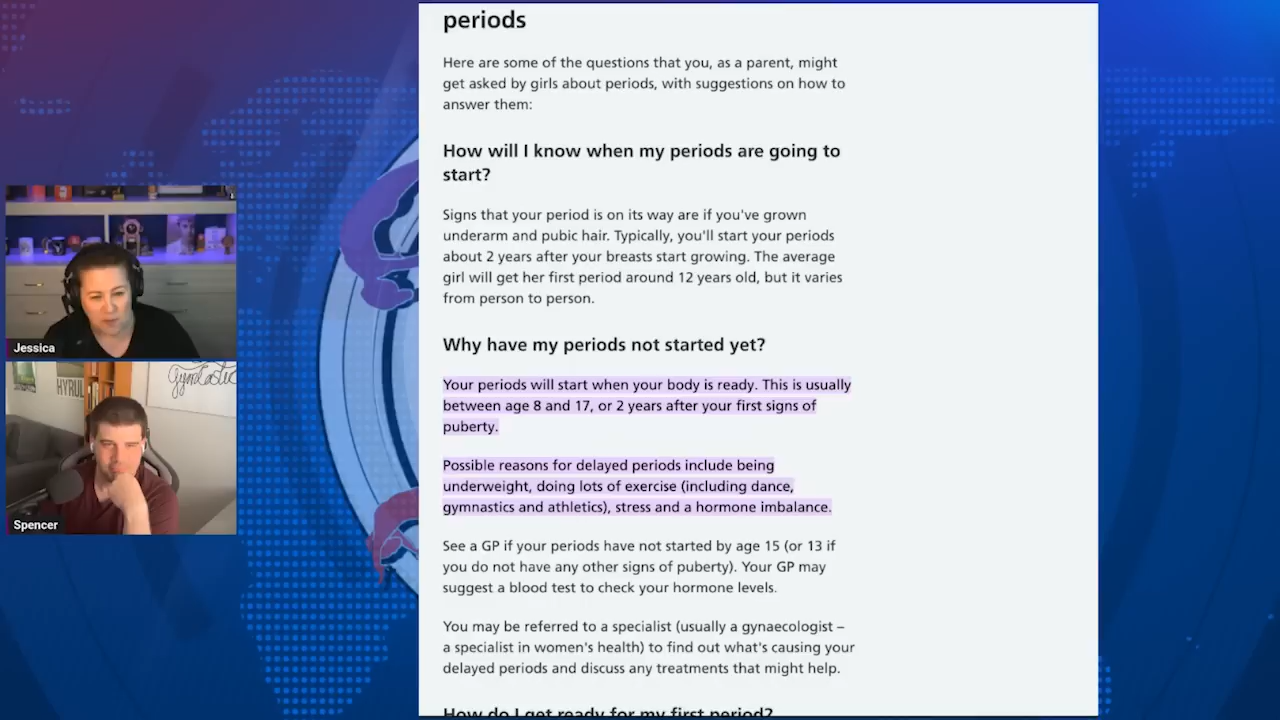 periods
Here are some of the questions that you, as a parent, might
get asked by girls about periods, with suggestions on how to
answer them:
How will I know when my periods are going to
start?
Signs that your period is on its way are if you've grown
underarm and pubic hair. Typically, you'll start your periods
about 2 years after your breasts start growing. The average
girl will get her first period around 12 years old, but it varies
from person to person.
Why have my periods not started yet?
Your periods will start when your body is ready. This is usually
between age 8 and 17, or 2 years after your first signs of
puberty.
Possible reasons for delayed periods include being
underweight, doing lots of exercise (including dance,
gymnastics and athletics), stress and a hormone imbalance.
See a GP if your periods have not started by age 15 (or 13 if
you do not have any other signs of puberty). Your GP may
suggest a blood test to check your hormone levels.
You may be referred to a specialist (usually a gynaecologist –
a specialist in women's health) to find out what's causing your
delayed periods and discuss any treatments that might help.
How do I get ready for my first period?
Jessica
HYRUL
Spencer